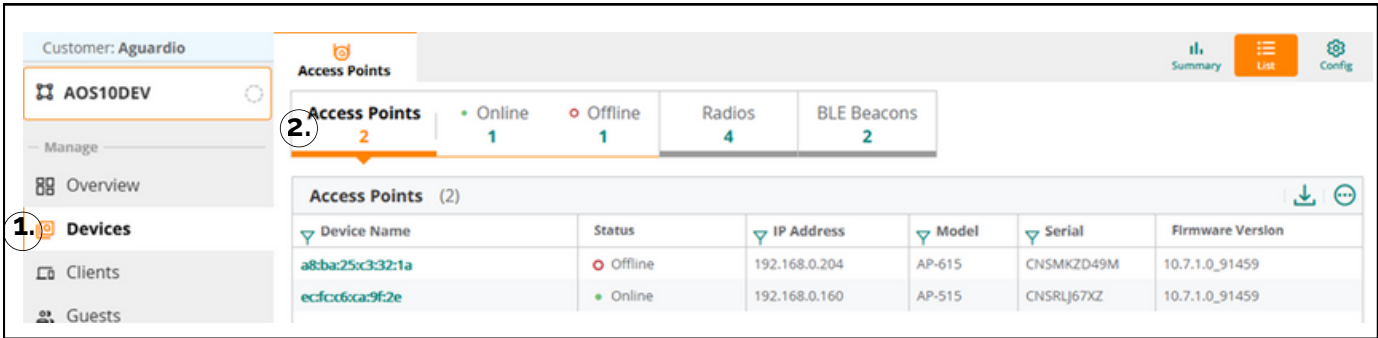 Customer: Aguardio
AOS10DEV
Manage
Overview
1. Devices
Clients
Guests
Access Points
Summary
List
Config
2. Access Points
2
Online
1
Offline
1
Radios
4
BLE Beacons
2
Access Points (2)
Device Name Status IP Address Model Serial Firmware Version
a8:ba:25:c3:32:1a Offline 192.168.0.204 AP-615 CNSMKZD49M 10.7.1.0_91459
ec:fc:c6:ca:9f:2e Online 192.168.0.160 AP-515 CNSRLJ67XZ 10.7.1.0_91459